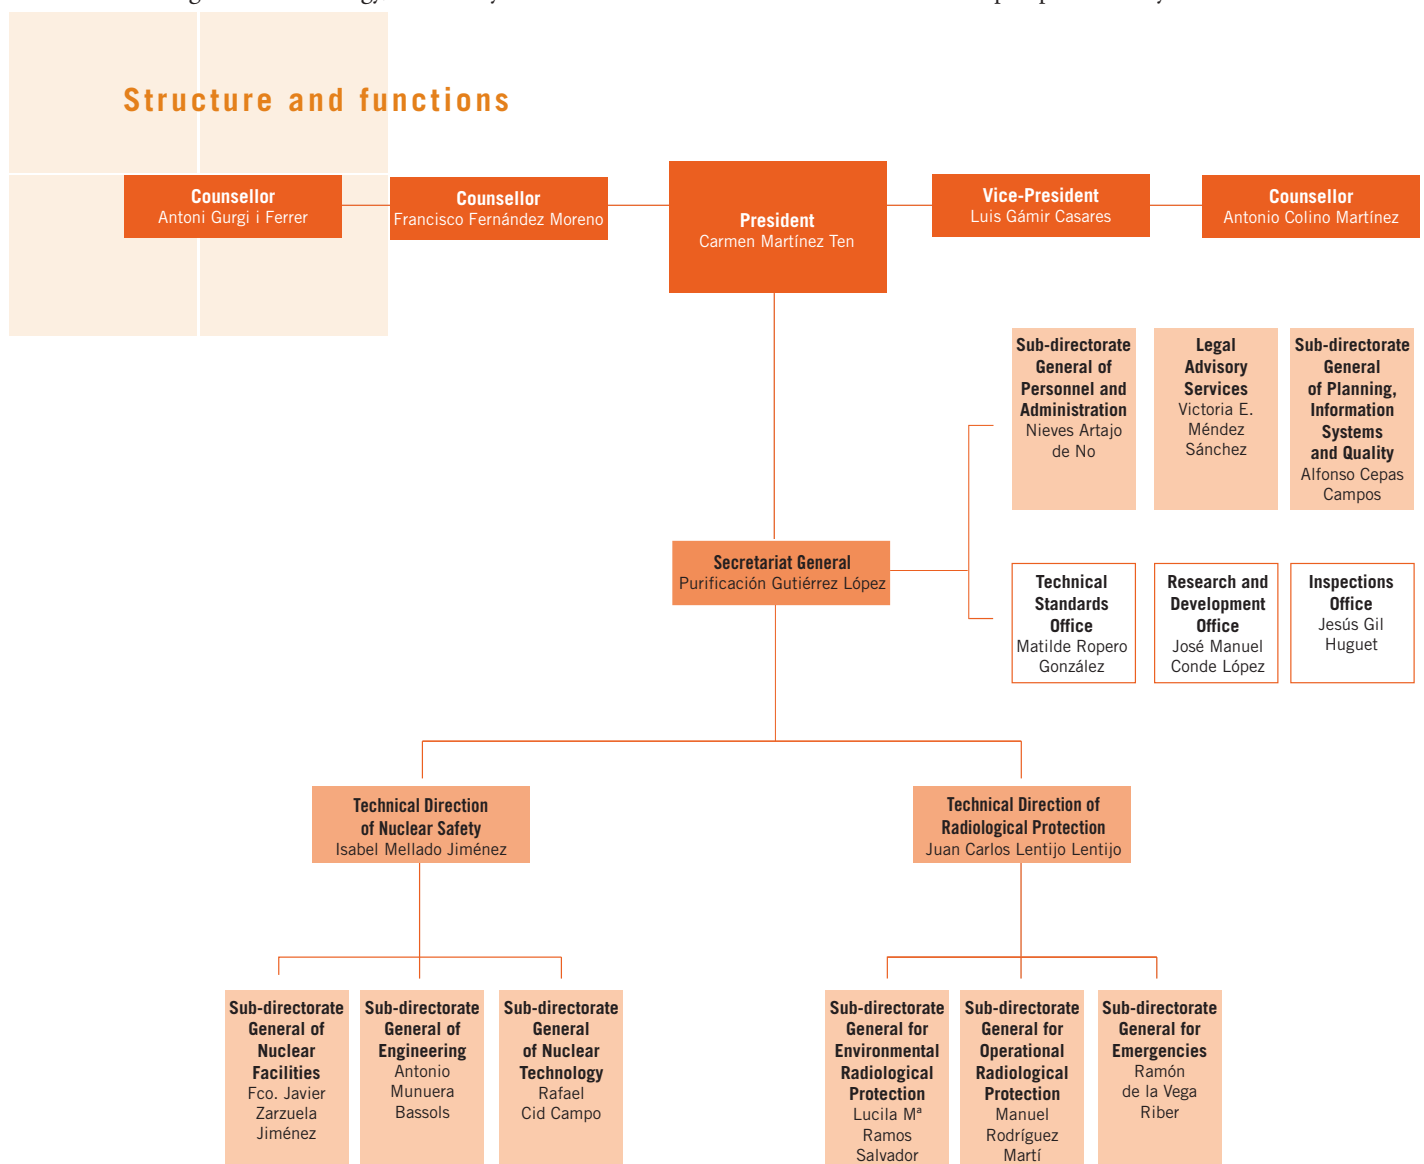 Structure and functions
Counsellor
Antoni Gurgi i Ferrer
Counsellor
Francisco Fernández Moreno
President
Carmen Martínez Ten
Vice-President
Luis Gámir Casares
Counsellor
Antonio Colino Martínez
Sub-directorate
General of
Personnel and
Administration
Nieves Artajo
de No
Legal
Advisory
Services
Victoria E.
Méndez
Sánchez
Sub-directorate
General
of Planning,
Information
Systems
and Quality
Alfonso Cepas
Campos
Secretariat General
Purificación Gutiérrez López
Technical
Standards
Office
Matilde Ropero
González
Research and
Development
Office
José Manuel
Conde López
Inspections
Office
Jesús Gil
Huguet
Technical Direction
of Nuclear Safety
Isabel Mellado Jiménez
Technical Direction of
Radiological Protection
Juan Carlos Lentijo Lentijo
Sub-directorate
General of
Nuclear
Facilities
Fco. Javier
Zarzuela
Jiménez
Sub-directorate
General of
Engineering
Antonio
Munuera
Bassols
Sub-directorate
General
of Nuclear
Technology
Rafael
Cid Campo
Sub-directorate
General for
Environmental
Radiological
Protection
Lucila Mª
Ramos
Salvador
Sub-directorate
General for
Operational
Radiological
Protection
Manuel
Rodríguez
Martí
Sub-directorate
General for
Emergencies
Ramón
de la Vega
Riber